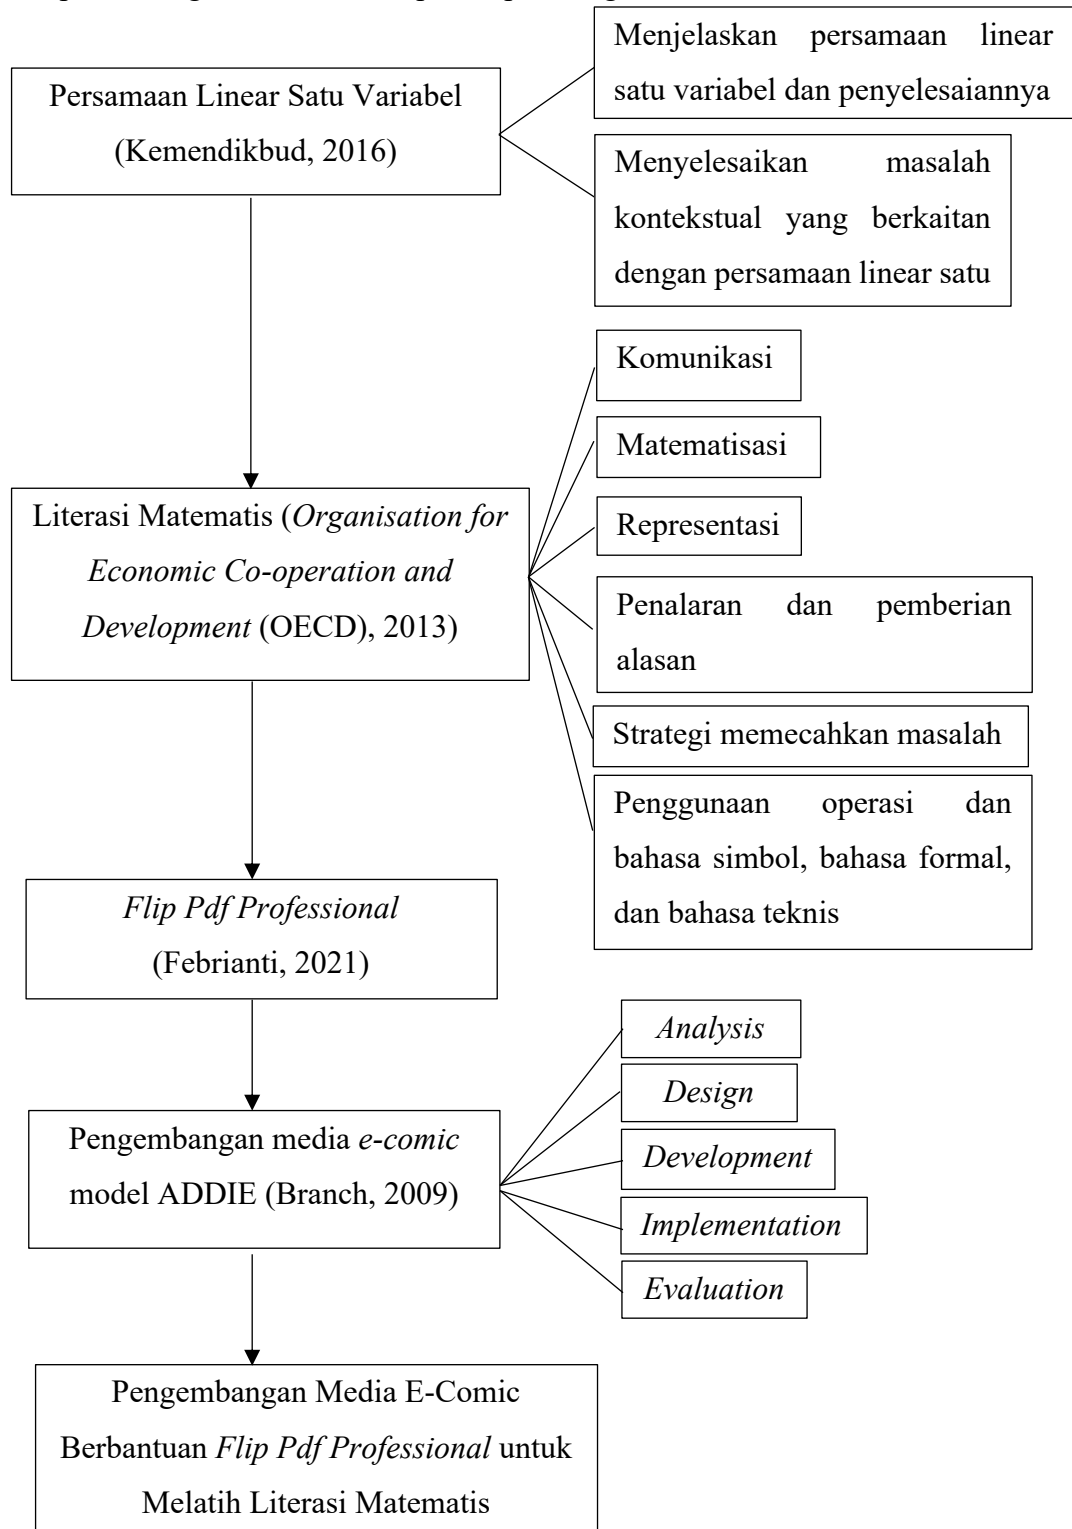 Menjelaskan persamaan linear
satu variabel dan penyelesaiannya
Persamaan Linear Satu Variabel
(Kemendikbud, 2016)
Menyelesaikan masalah
kontekstual yang berkaitan
dengan persamaan linear satu
Komunikasi
Matematisasi
Representasi
Literasi Matematis (Organisation for
Economic Co-operation and
Development (OECD), 2013)
Penalaran dan pemberian
alasan
Strategi memecahkan masalah
Penggunaan operasi dan
bahasa simbol, bahasa formal,
dan bahasa teknis
Flip Pdf Professional
(Febrianti, 2021)
Analysis
Design
Development
Implementation
Evaluation
Pengembangan media e-comic
model ADDIE (Branch, 2009)
Pengembangan Media E-Comic
Berbantuan Flip Pdf Professional untuk
Melatih Literasi Matematis